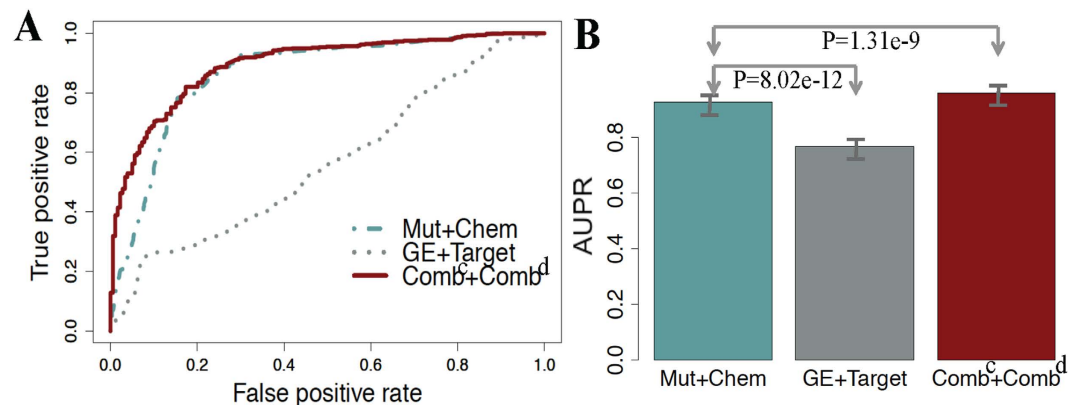 A
True positive rate
1.0
0.8
0.6
0.4
0.2
0.0
Mut+Chem
GE+Target
Comb^c+Comb^d
0.0 0.2 0.4 0.6 0.8 1.0
False positive rate
B
P=1.31e-9
P=8.02e-12
AUPR
0.8
0.6
0.4
0.2
0.0
Mut+Chem GE+Target Comb^c+Comb^d